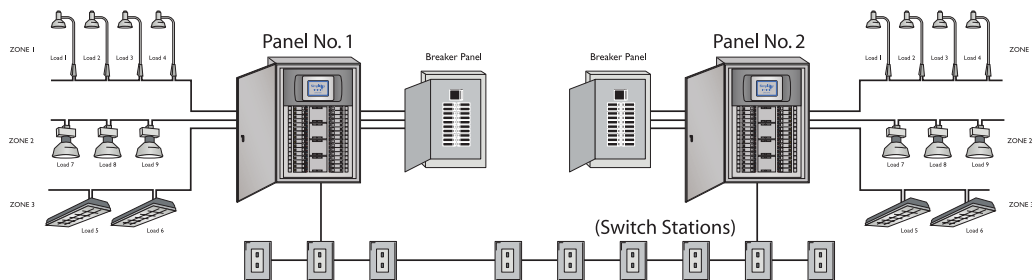 Panel No. 1
Panel No. 2
Breaker Panel
Breaker Panel
ZONE 1
Load 1
Load 2
Load 3
Load 4
Load 1
Load 2
Load 3
Load 4
ZONE
ZONE 2
Load 7
Load 8
Load 9
Load 7
Load 8
Load 9
ZONE 2
ZONE 3
Load 5
Load 6
Load 5
Load 6
ZONE 3
(Switch Stations)